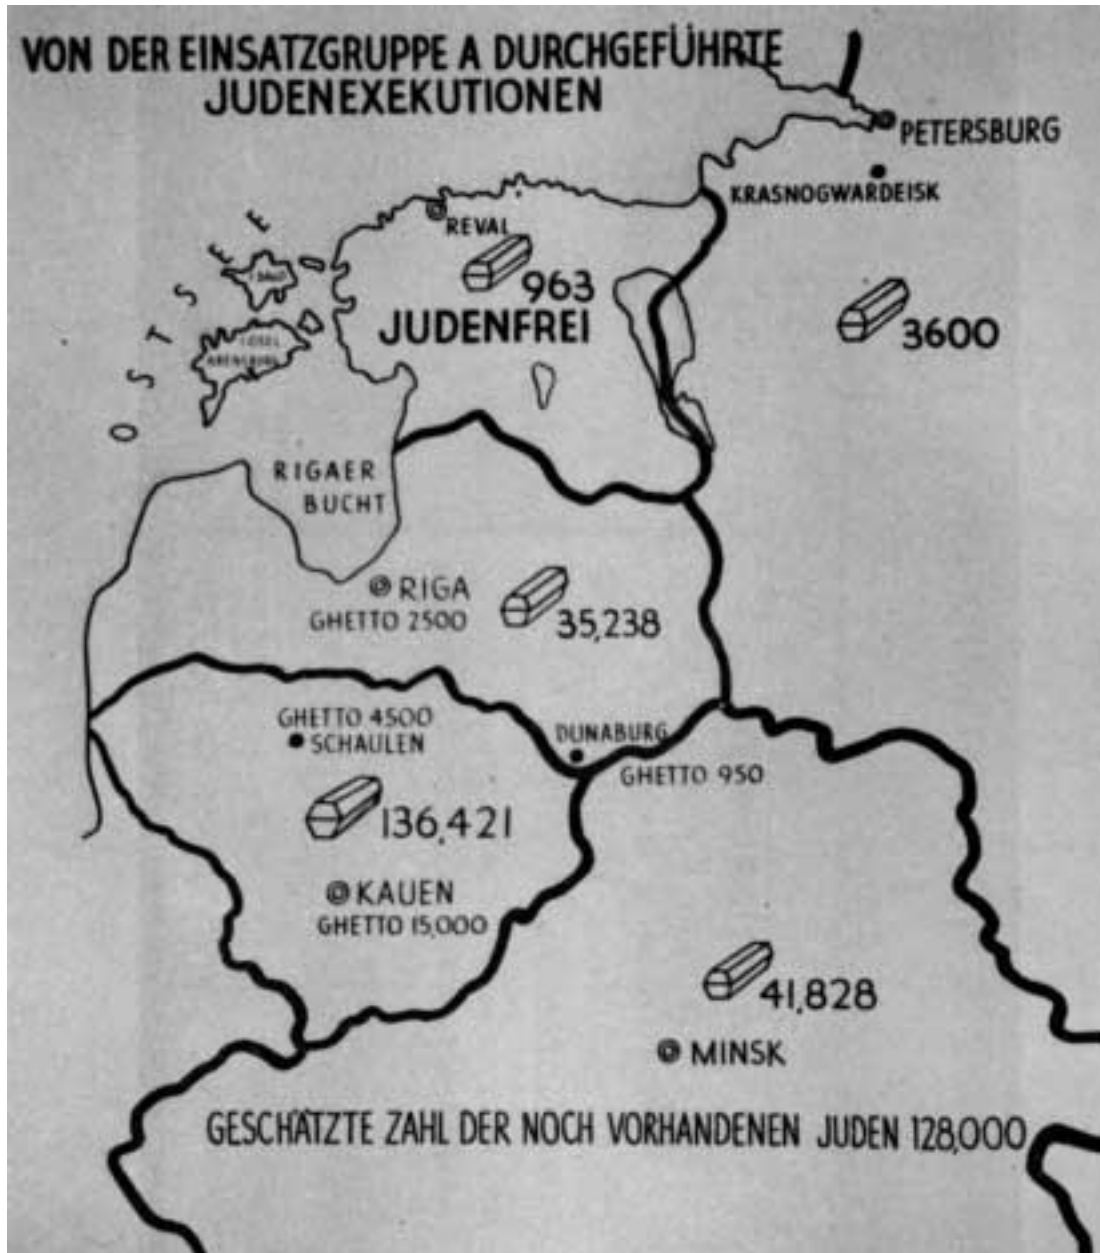 VON DER EINSATZGRUPPE A DURCHGEFÜHRTE
JUDENEXEKUTIONEN
PETERSBURG
KRASNOGWARDEISK
REVAL
OSTSEE
963
JUDENFREI
3600
ARENSBURG
RIGAER
BUCHT
RIGA
GHETTO 2500
35,238
GHETTO 4500
SCHAULEN
DÜNABURG
GHETTO 950
136,421
KAUEN
GHETTO 15,000
41,828
MINSK
GESCHÄTZTE ZAHL DER NOCH VORHANDENEN JUDEN 128,000